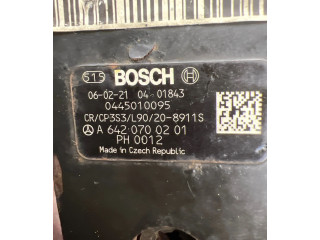 S1S BOSCH
06-02-21 04 01843
0445010095
CR/CP3S3/L90/20-8911S
A 642 070 02 01
PH 0012
Made in Czech Republic